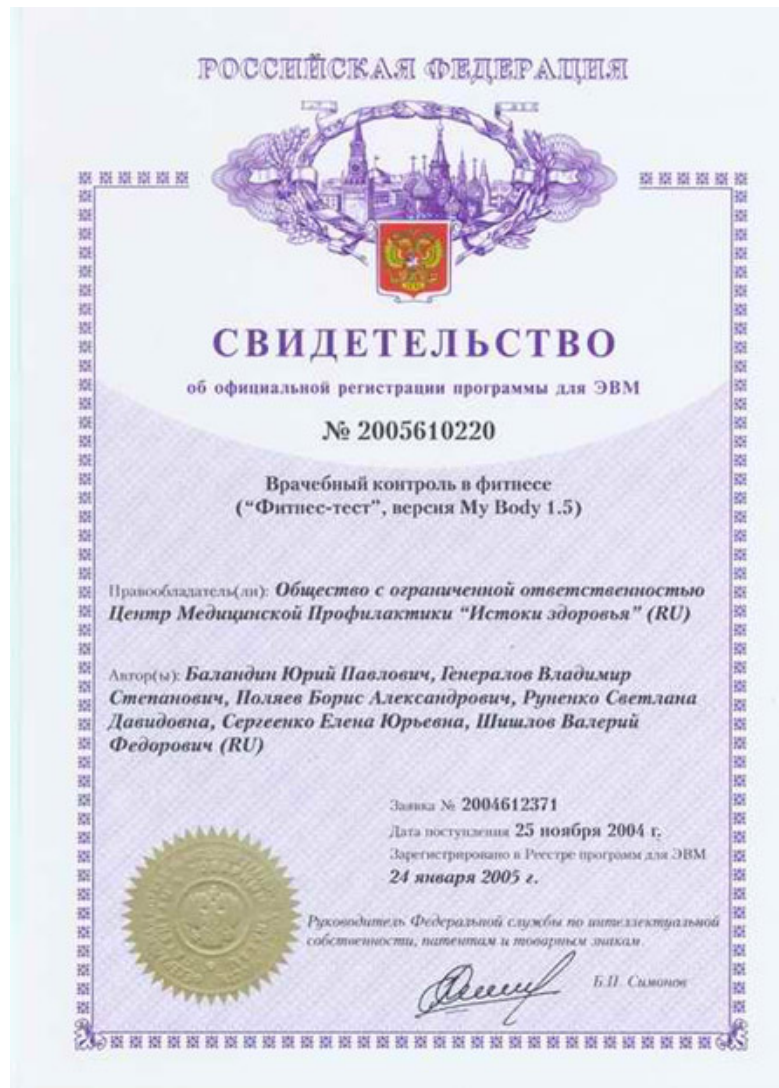 РОССИЙСКАЯ ФЕДЕРАЦИЯ
СВИДЕТЕЛЬСТВО
об официальной регистрации программы для ЭВМ
№ 2005610220
Врачебный контроль в фитнесе
(“Фитнес-тест”, версия My Body 1.5)
Правообладатель(ли): Общество с ограниченной ответственностью
Центр Медицинской Профилактики “Истоки здоровья” (RU)
Автор(ы): Баландин Юрий Павлович, Генералов Владимир
Степанович, Поляев Борис Александрович, Руненко Светлана
Давидовна, Сергеенко Елена Юрьевна, Шишлов Валерий
Федорович (RU)
Заявка № 2004612371
Дата поступления 25 ноября 2004 г.
Зарегистрировано в Реестре программ для ЭВМ
24 января 2005 г.
Руководитель Федеральной службы по интеллектуальной
собственности, патентам и товарным знакам
Б.П. Симонов